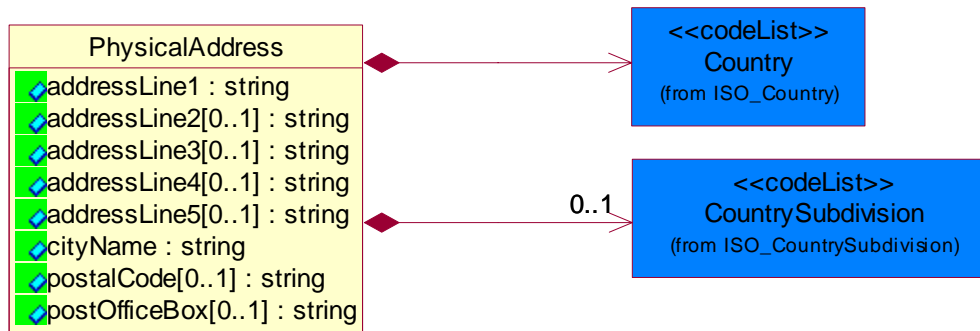 PhysicalAddress
addressLine1 : string
addressLine2[0..1] : string
addressLine3[0..1] : string
addressLine4[0..1] : string
addressLine5[0..1] : string
cityName : string
postalCode[0..1] : string
postOfficeBox[0..1] : string
<<codeList>>
Country
(from ISO_Country)
0..1
<<codeList>>
CountrySubdivision
(from ISO_CountrySubdivision)